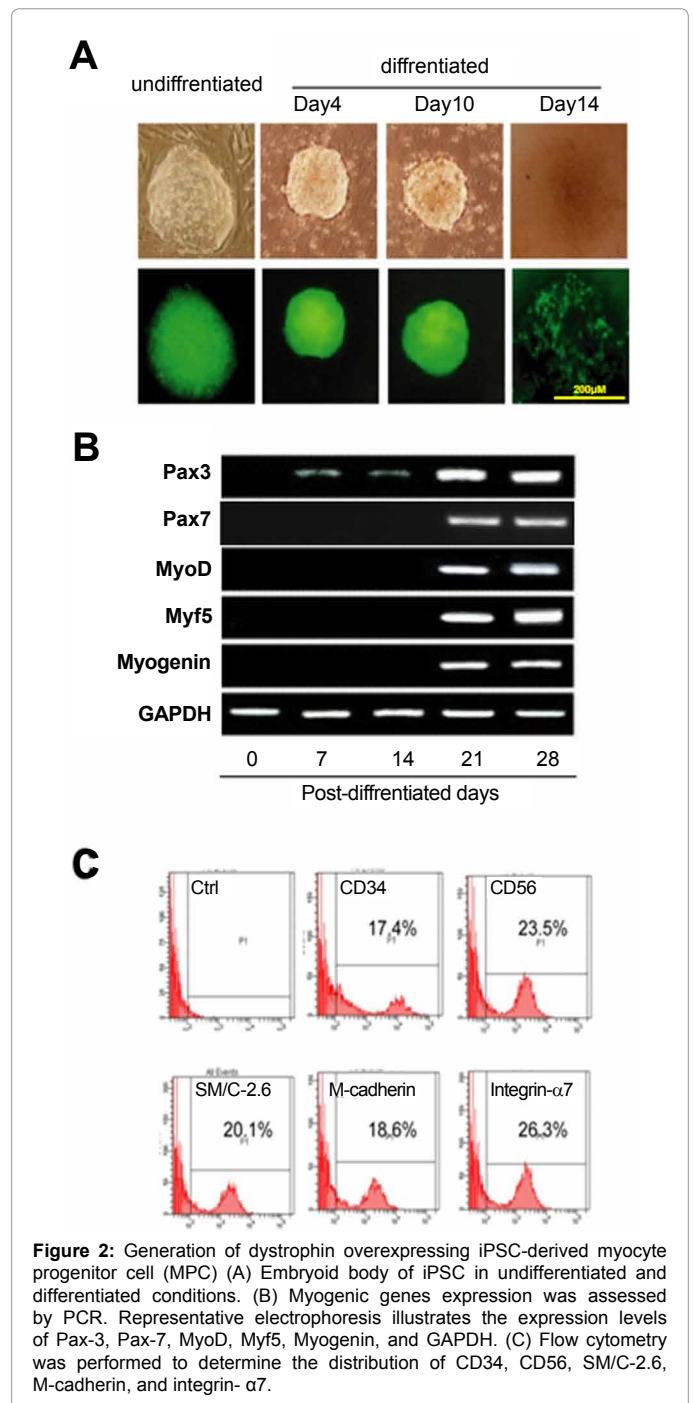 A
undiffrentiated
diffrentiated
Day4 Day10 Day14
200µM
B
Pax3
Pax7
MyoD
Myf5
Myogenin
GAPDH
0 7 14 21 28
Post-diffrentiated days
C
Ctrl CD34 CD56
P1 17.4% P1 23.5% P1
All Events
SM/C-2.6 M-cadherin Integrin-α7
20.1% P1 18.6% 26.3%
Figure 2: Generation of dystrophin overexpressing iPSC-derived myocyte
progenitor cell (MPC) (A) Embryoid body of iPSC in undifferentiated and
differentiated conditions. (B) Myogenic genes expression was assessed
by PCR. Representative electrophoresis illustrates the expression levels
of Pax-3, Pax-7, MyoD, Myf5, Myogenin, and GAPDH. (C) Flow cytometry
was performed to determine the distribution of CD34, CD56, SM/C-2.6,
M-cadherin, and integrin- α7.